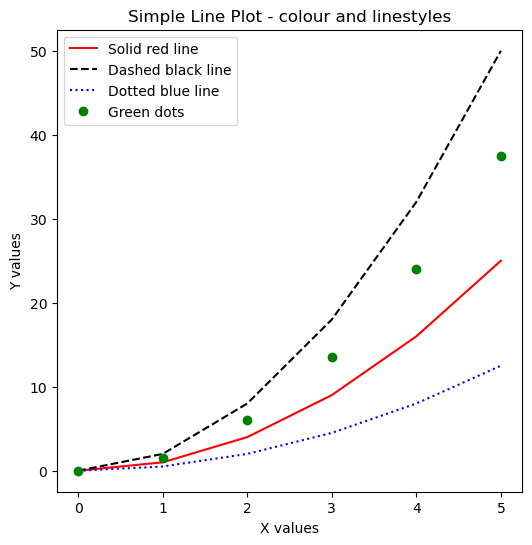 Simple Line Plot - colour and linestyles
Solid red line
Dashed black line
Dotted blue line
Green dots
50
40
30
20
10
0
Y values
0 1 2 3 4 5
X values